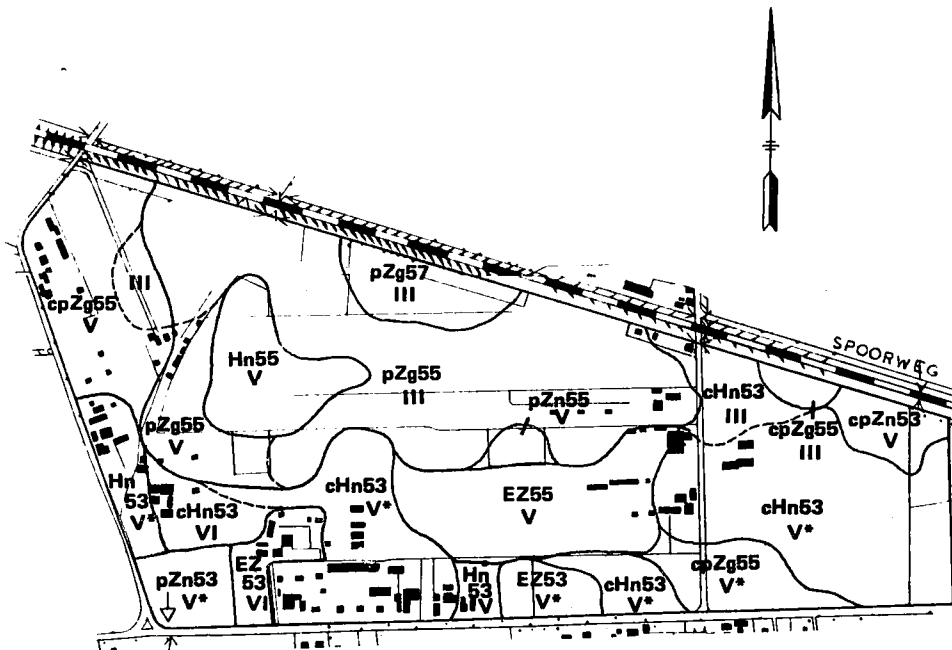 SPOORWEG
pZg57
III
III
cpZg55
V
Hn55
V
pZg55
III
cHn53
III
pZn55
V
pZg55
V
cpZg55
III
cpZn53
V
Hn
53
V*
cHn53
VI
cHn53
V*
EZ55
V
cHn53
V*
pZn53
V*
EZ
53
VI
Hn
53
V
EZ53
V*
cHn53
V*
cpZg55
V*